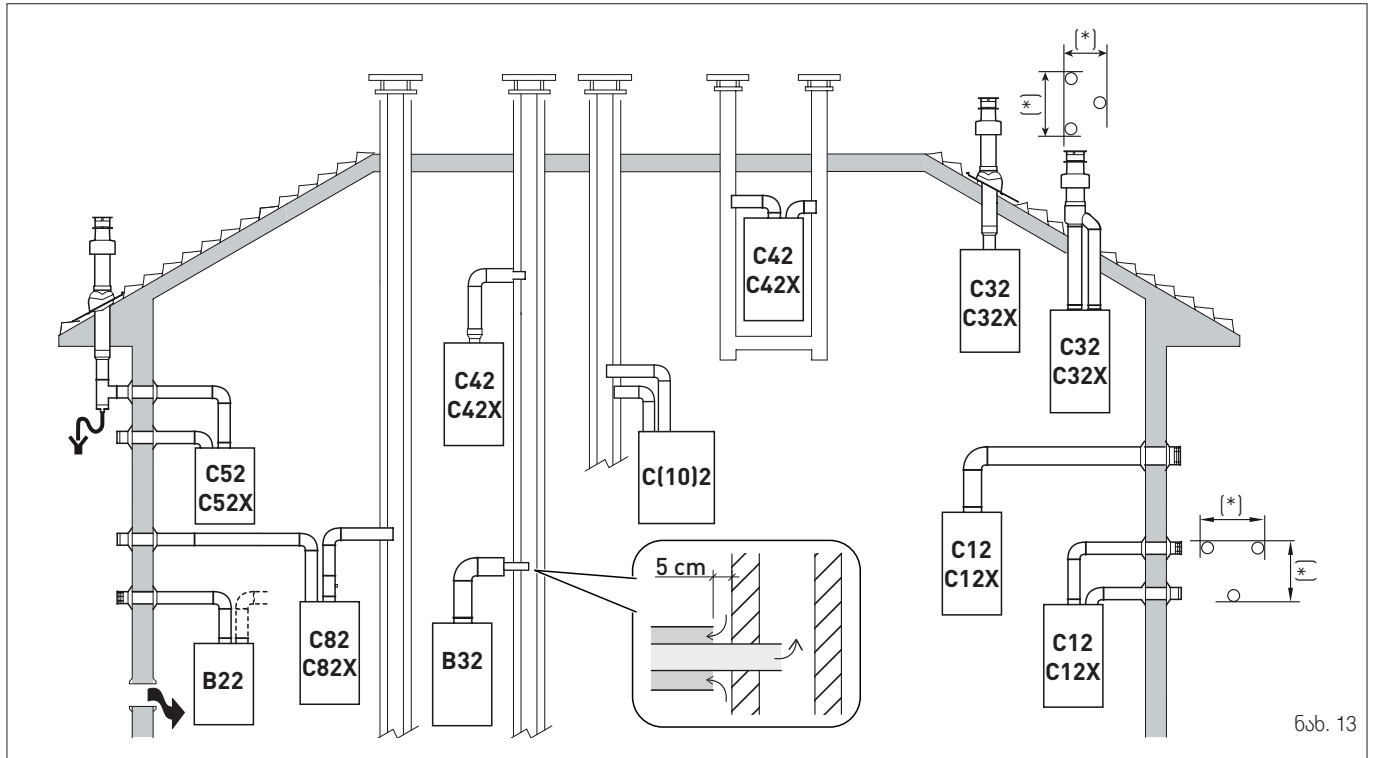 (*)
(*)
C42
C42X
C32
C32X
C32
C32X
C42
C42X
C(10)2
C52
C52X
C12
C12X
(*)
(*)
5 cm
C82
C82X
B22
B32
C12
C12X
ნახ. 13